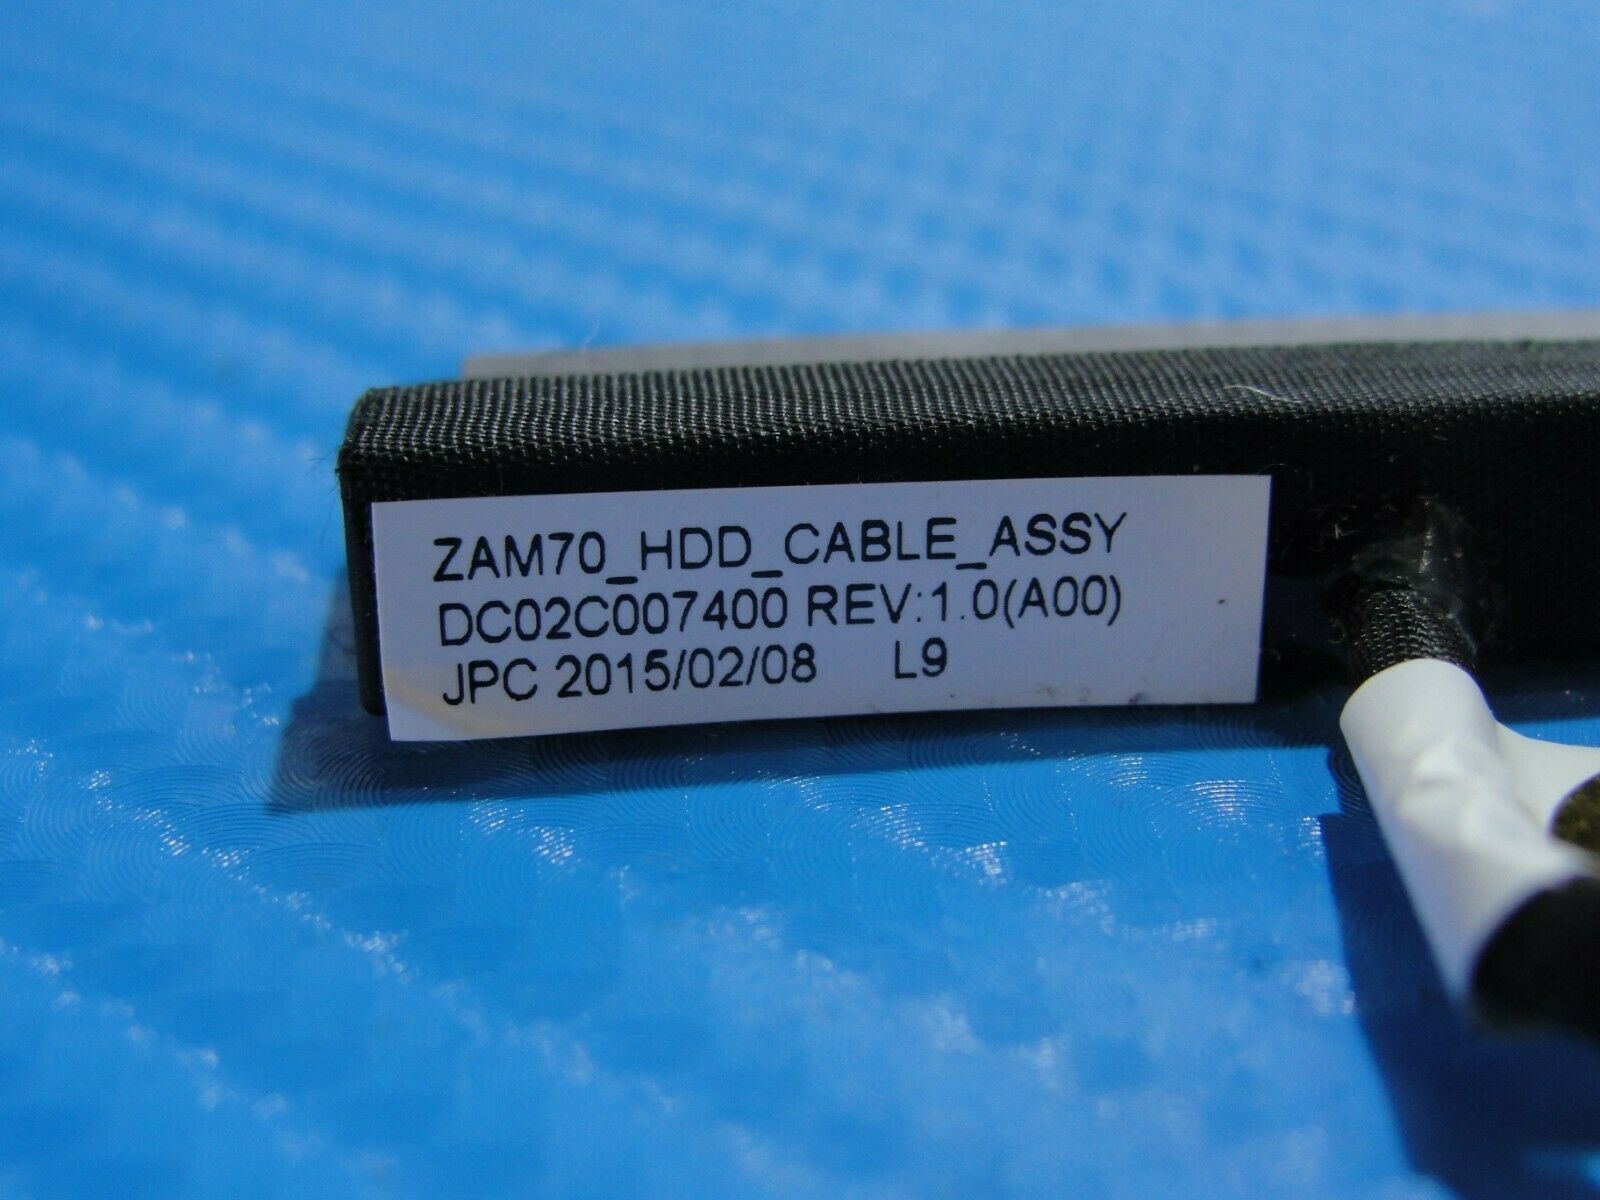 ZAM70_HDD_CABLE_ASSY
DC02C007400 REV:1.0(A00)
JPC 2015/02/08 L9